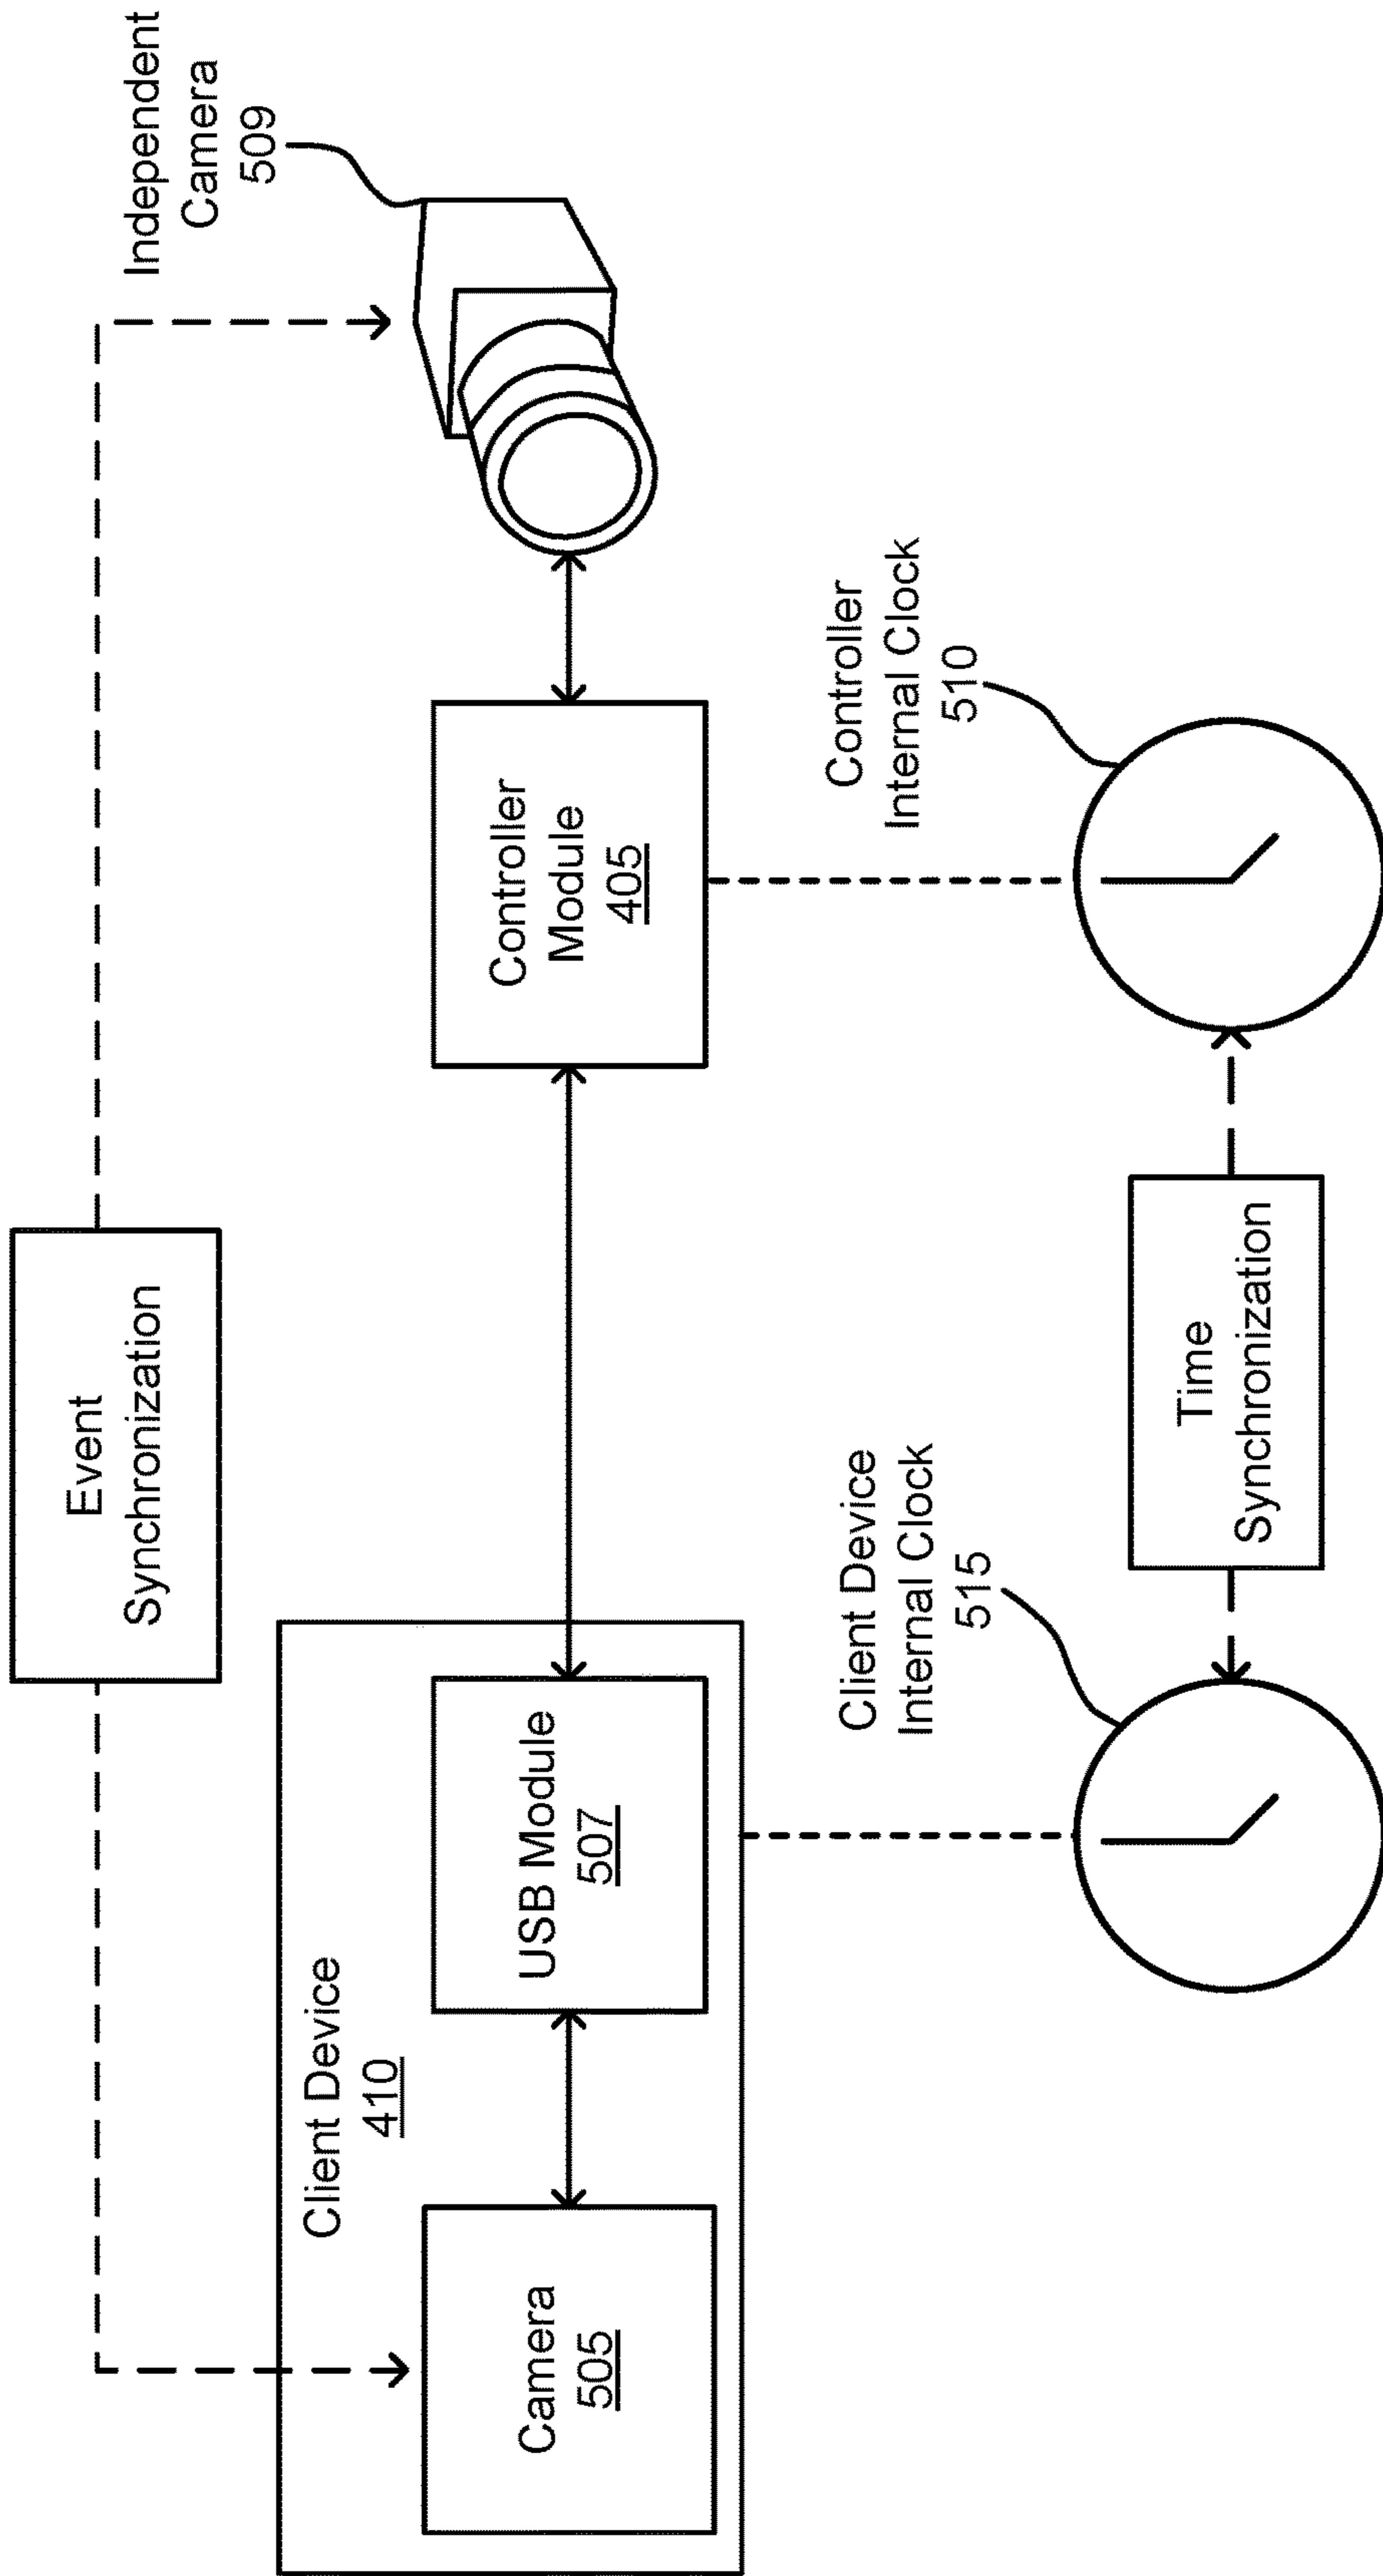 Event
Synchronization
Independent
Camera
509
Client Device
410
Camera
505
USB Module
507
Controller
Module
405
Client Device
Internal Clock
515
Controller
Internal Clock
510
Time
Synchronization